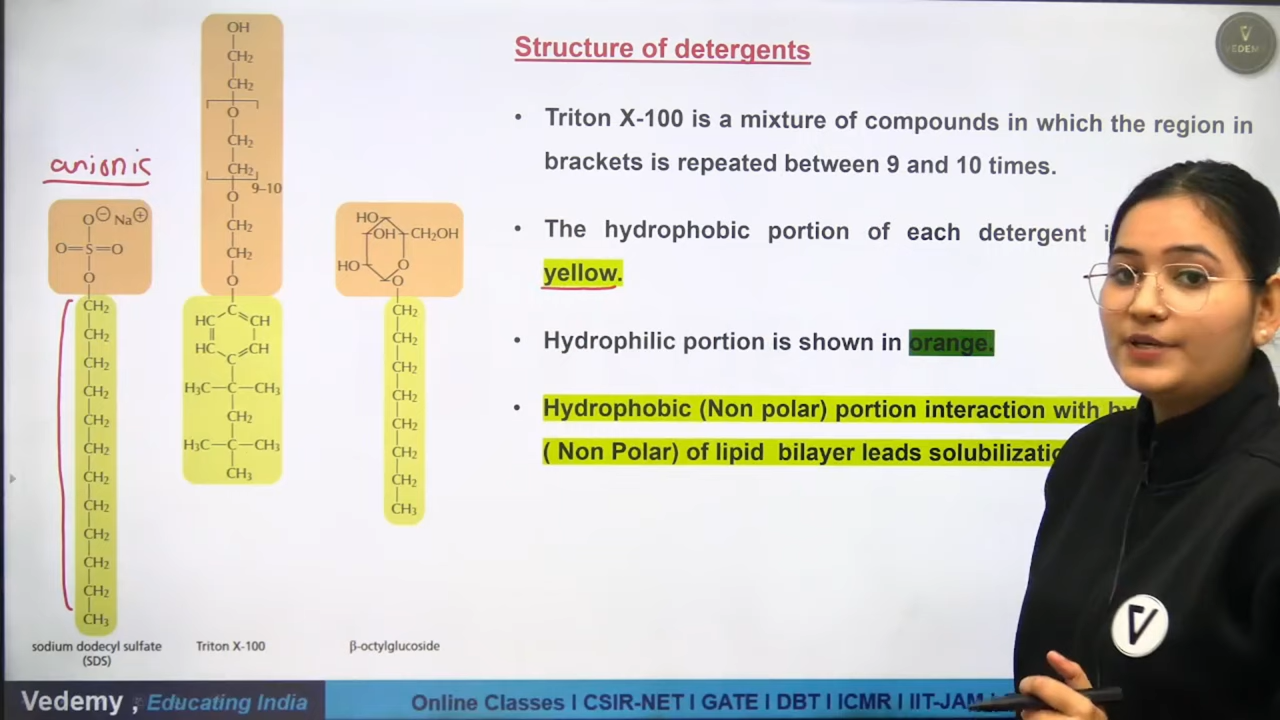 Structure of detergents
• Triton X-100 is a mixture of compounds in which the region in
brackets is repeated between 9 and 10 times.
• The hydrophobic portion of each detergent
yellow.
• Hydrophilic portion is shown in orange.
• Hydrophobic (Non polar) portion interaction with
( Non Polar) of lipid bilayer leads
anionic
O⊖ Na⊕
O=S=O
O
CH₂
CH₂
CH₂
CH₂
CH₂
CH₂
CH₂
CH₂
CH₂
CH₂
CH₂
CH₃
sodium dodecyl sulfate
(SDS)
OH
CH₂
CH₂
O
CH₂
CH₂
9–10
O
CH₂
CH₂
O
C
HC CH
HC CH
C
H₃C–C–CH₃
CH₂
H₃C–C–CH₃
CH₃
Triton X-100
HO
OH CH₂OH
HO O
O
CH₂
CH₂
CH₂
CH₂
CH₂
CH₂
CH₂
CH₃
β-octylglucoside
VEDEMY
Vedemy , Educating India
Online Classes I CSIR-NET I GATE I DBT I ICMR I IIT-JAM